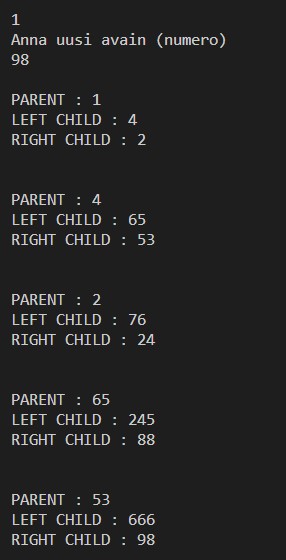 1
Anna uusi avain (numero)
98
PARENT : 1
LEFT CHILD : 4
RIGHT CHILD : 2
PARENT : 4
LEFT CHILD : 65
RIGHT CHILD : 53
PARENT : 2
LEFT CHILD : 76
RIGHT CHILD : 24
PARENT : 65
LEFT CHILD : 245
RIGHT CHILD : 88
PARENT : 53
LEFT CHILD : 666
RIGHT CHILD : 98